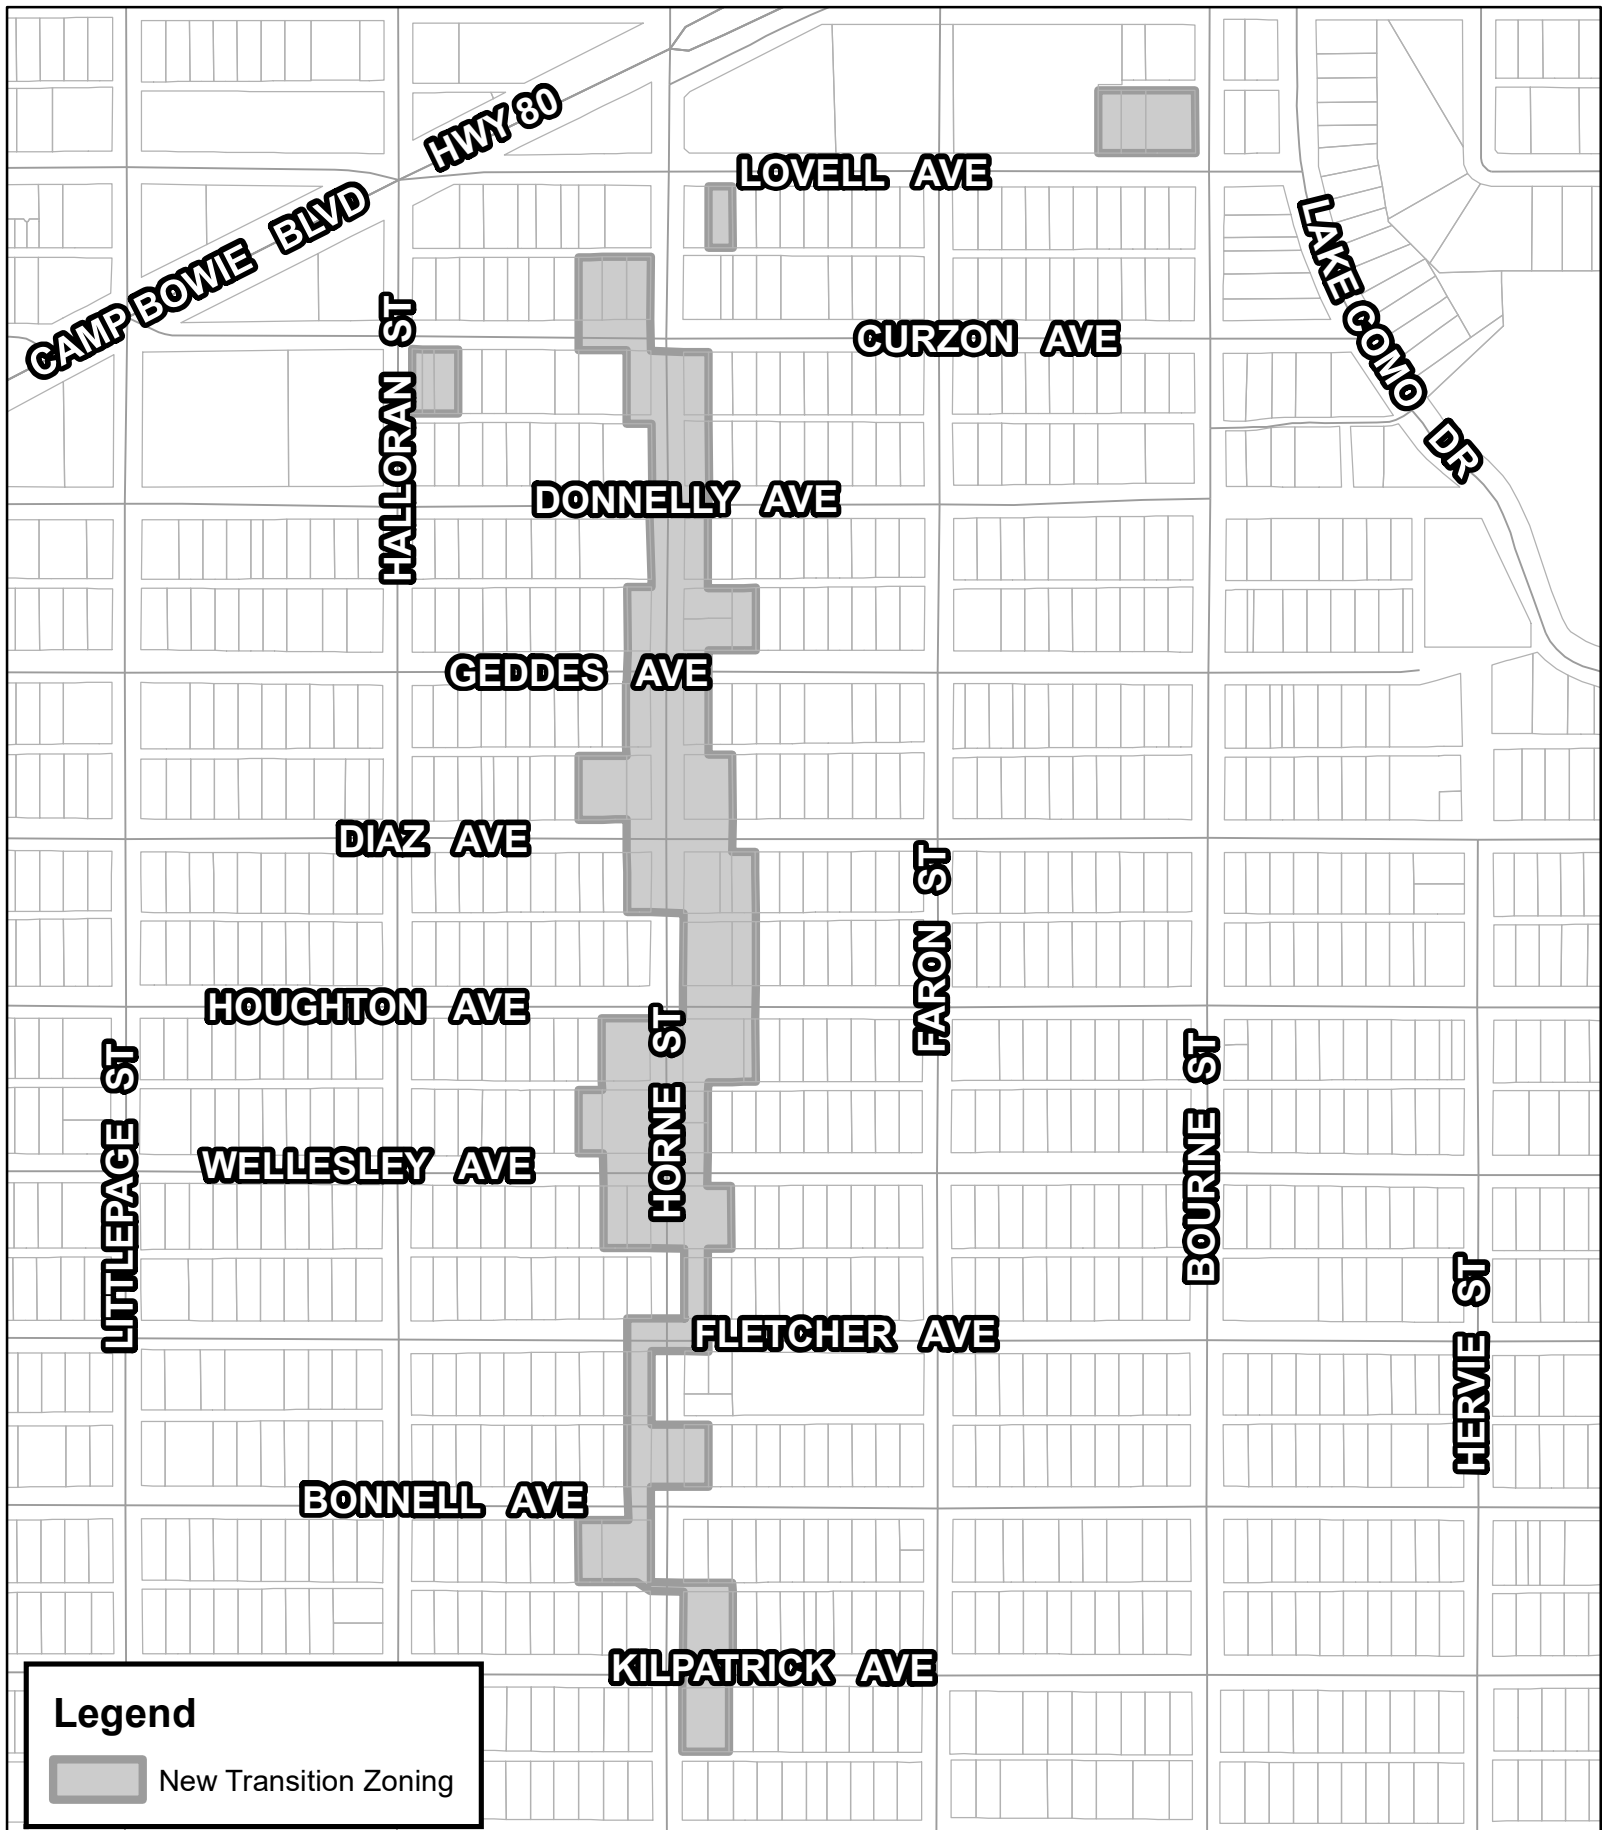 HWY 80
LOVELL AVE
CAMP BOWIE BLVD
LAKE COMO DR
HALLORAN ST
CURZON AVE
DONNELLY AVE
GEDDES AVE
DIAZ AVE
FARON ST
HOUGHTON AVE
HORNE ST
LITTLEPAGE ST
BOURINE ST
WELLESLEY AVE
HERVIE ST
FLETCHER AVE
BONNELL AVE
KILPATRICK AVE
Legend
New Transition Zoning